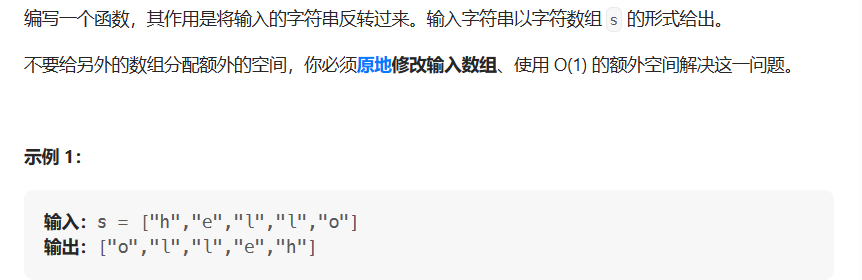 编写一个函数，其作用是将输入的字符串反转过来。输入字符串以字符数组 s 的形式给出。
不要给另外的数组分配额外的空间，你必须原地修改输入数组、使用 O(1) 的额外空间解决这一问题。
示例 1：
输入：s = ["h","e","l","l","o"]
输出：["o","l","l","e","h"]